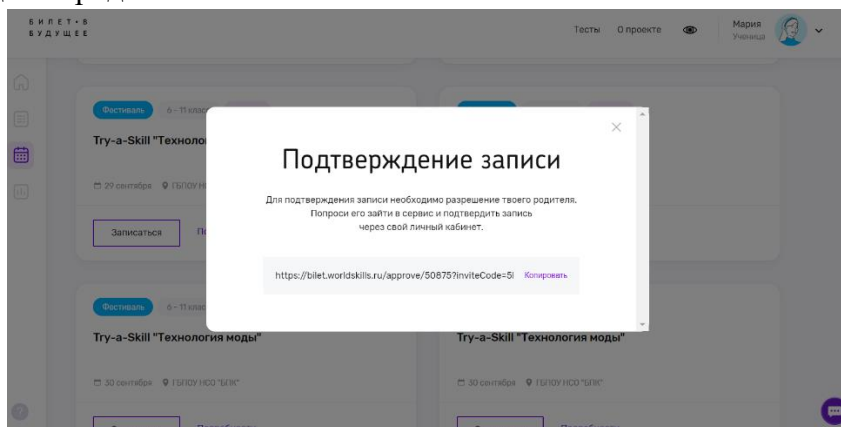 БИЛЕТ•В
БУДУЩЕЕ
Тесты О проекте
Мария
Ученица
Фестиваль 6 – 11 класс
Try-a-Skill "Техноло
29 сентября ГБПОУ Н
Записаться
Подтверждение записи
Для подтверждения записи необходимо разрешение твоего родителя.
Попроси его зайти в сервис и подтвердить запись
через свой личный кабинет.
https://bilet.worldskills.ru/approve/50875?inviteCode=5 Копировать
Фестиваль 6 – 11 клас
Try-a-Skill "Технология моды"
30 сентября ГБПОУ НСО "БПК"
Try-a-Skill "Технология моды"
30 сентября ГБПОУ НСО "БПК"